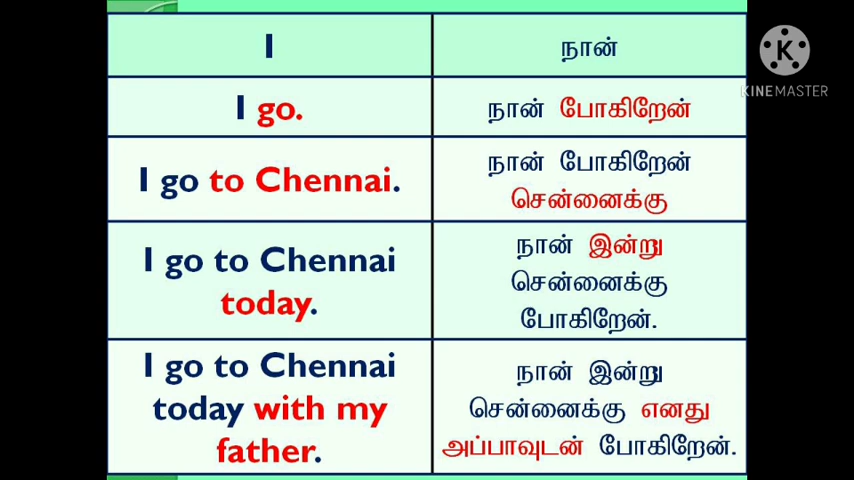 I
நான்
K
KINEMASTER
I go.
நான் போகிறேன்
I go to Chennai.
நான் போகிறேன்
சென்னைக்கு
I go to Chennai
today.
நான் இன்று
சென்னைக்கு
போகிறேன்.
I go to Chennai
today with my
father.
நான் இன்று
சென்னைக்கு எனது
அப்பாவுடன் போகிறேன்.